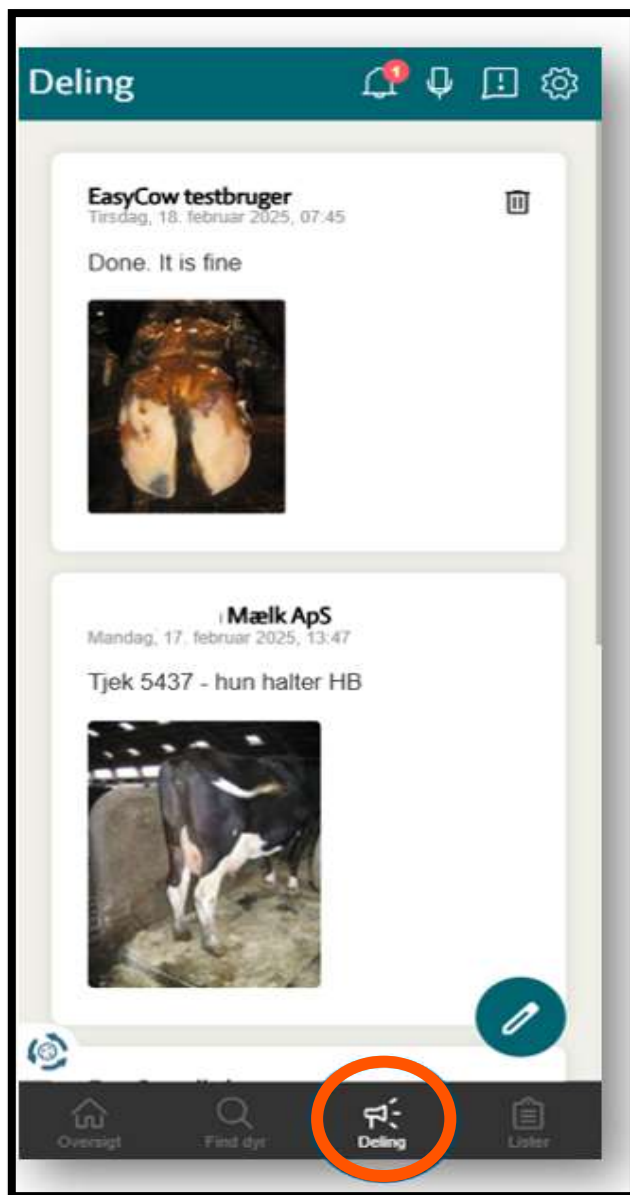 Deling
1
EasyCow testbruger
Tirsdag, 18. februar 2025, 07:45
Done. It is fine
Mælk ApS
Mandag, 17. februar 2025, 13:47
Tjek 5437 - hun halter HB
Oversigt
Find dyr
Deling
Lister